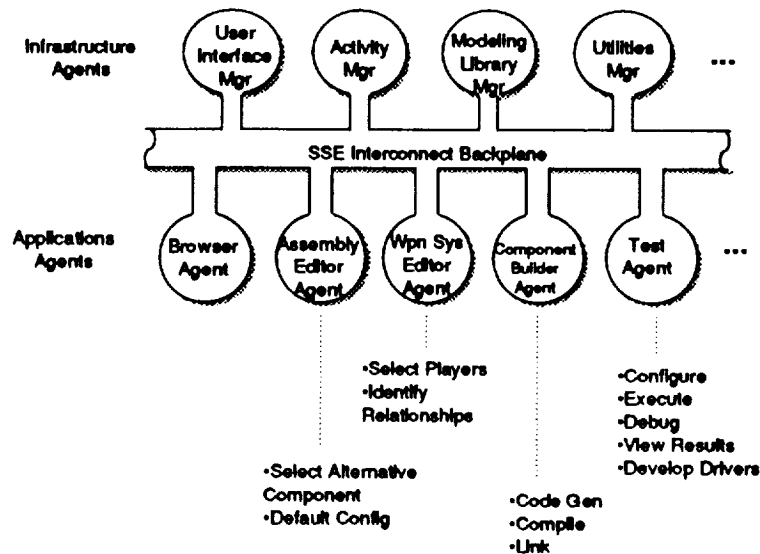 Infrastructure
Agents
User
Interface
Mgr
Activity
Mgr
Modeling
Library
Mgr
Utilities
Mgr
...
SSE Interconnect Backplane
Applications
Agents
Browser
Agent
Assembly
Editor
Agent
Wpn Sys
Editor
Agent
Component
Builder
Agent
Test
Agent
...
•Select Players
•Identify
Relationships
•Configure
•Execute
•Debug
•View Results
•Develop Drivers
•Select Alternative
Component
•Default Config
•Code Gen
•Compile
•Link